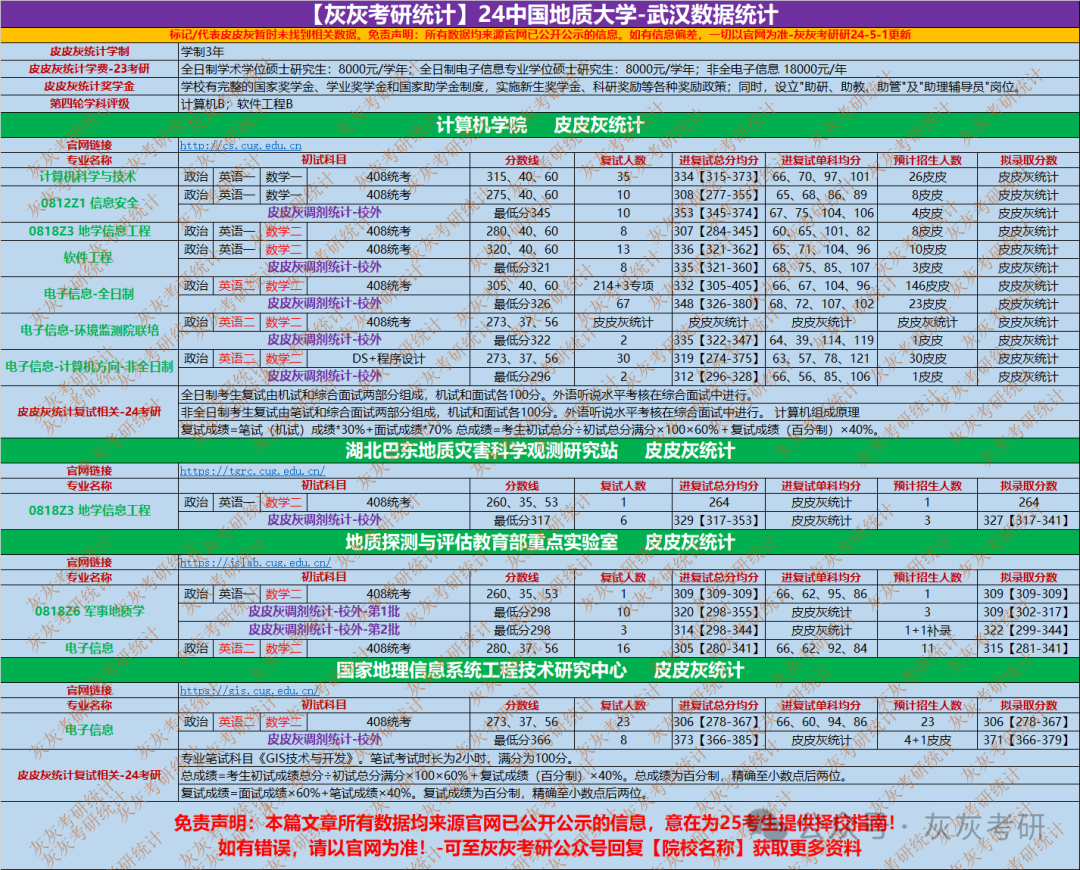 【灰灰考研统计】24中国地质大学-武汉数据统计
标记/代表皮皮灰暂时未找到相关数据。免责声明：所有数据均来源官网已公开公示的信息。如有信息偏差，一切以官网为准-灰灰考研研24-5-1更新
皮皮灰统计学制 学制3年
皮皮灰统计学费-23考研 全日制学术学位硕士研究生：8000元/学年；全日制电子信息专业学位硕士研究生：8000元/学年；非全电子信息 18000元/年
皮皮灰统计奖学金 学校有完整的国家奖学金、学业奖学金和国家助学金制度，实施新生奖学金、科研奖励等各种奖励政策；同时，设立"助研、助教、助管"及"助理辅导员"岗位。
第四轮学科评级 计算机B；软件工程B
计算机学院 皮皮灰统计
官网链接 http://cs.cug.edu.cn
专业名称 初试科目 分数线 复试人数 进复试总分均分 进复试单科均分 预计招生人数 拟录取分数
计算机科学与技术 政治 英语一 数学一 408统考 315、40、60 35 334【315-373】 66、70、97、101 26皮皮 皮皮灰统计
0812Z1 信息安全 政治 英语一 数学一 408统考 275、40、60 10 308【277-355】 65、68、86、89 8皮皮 皮皮灰统计
皮皮灰调剂统计-校外 最低分345 10 353【345-374】 67、75、104、106 4皮皮 皮皮灰统计
0818Z3 地学信息工程 政治 英语一 数学二 408统考 280、40、60 8 307【284-345】 60、65、101、82 8皮皮 皮皮灰统计
软件工程 政治 英语一 数学二 408统考 320、40、60 13 336【321-362】 65、71、104、96 10皮皮 皮皮灰统计
皮皮灰调剂统计-校外 最低分321 8 335【321-360】 68、75、85、107 3皮皮 皮皮灰统计
电子信息-全日制 政治 英语二 数学二 408统考 305、40、60 214+3专项 332【305-405】 66、67、104、96 146皮皮 皮皮灰统计
皮皮灰调剂统计-校外 最低分326 67 348【326-380】 68、72、107、102 23皮皮 皮皮灰统计
电子信息-环境监测院联培 政治 英语二 数学二 408统考 273、37、56 皮皮灰统计 皮皮灰统计 皮皮灰统计 皮皮灰统计 皮皮灰统计
皮皮灰调剂统计-校外 最低分322 2 335【322-347】 64、39、114、119 1皮皮 皮皮灰统计
电子信息-计算机方向-非全日制 政治 英语二 数学二 DS+程序设计 273、37、56 30 319【274-375】 63、57、78、121 30皮皮 皮皮灰统计
皮皮灰调剂统计-校外 最低分296 2 312【296-328】 66、56、85、106 1皮皮 皮皮灰统计
皮皮灰统计复试相关-24考研 全日制考生复试由机试和综合面试两部分组成，机试和面试各100分。外语听说水平考核在综合面试中进行。
非全日制考生复试由笔试和综合面试两部分组成，机试和面试各100分。外语听说水平考核在综合面试中进行。 计算机组成原理
复试成绩=笔试（机试）成绩*30%+面试成绩*70% 总成绩=考生初试总分÷初试总分满分×100×60%＋复试成绩（百分制）×40%。
湖北巴东地质灾害科学观测研究站 皮皮灰统计
官网链接 https://tgrc.cug.edu.cn/
专业名称 初试科目 分数线 复试人数 进复试总分均分 进复试单科均分 预计招生人数 拟录取分数
0818Z3 地学信息工程 政治 英语一 数学二 408统考 260、35、53 1 264 皮皮灰统计 1 264
皮皮灰调剂统计-校外 最低分317 6 329【317-353】 皮皮灰统计 3 327【317-341】
地质探测与评估教育部重点实验室 皮皮灰统计
官网链接 https://jslab.cug.edu.cn/
专业名称 初试科目 分数线 复试人数 进复试总分均分 进复试单科均分 预计招生人数 拟录取分数
0818Z6 军事地质学 政治 英语一 数学二 408统考 260、35、53 1 309【309-309】 66、62、95、86 1 309【309-309】
皮皮灰调剂统计-校外-第1批 最低分298 10 320【298-355】 皮皮灰统计 3 309【302-317】
皮皮灰调剂统计-校外-第2批 最低分298 3 314【298-344】 皮皮灰统计 1+1补录 322【299-344】
电子信息 政治 英语二 数学二 408统考 280、37、56 16 305【280-341】 66、62、92、84 11 315【281-341】
国家地理信息系统工程技术研究中心 皮皮灰统计
官网链接 https://gis.cug.edu.cn/
专业名称 初试科目 分数线 复试人数 进复试总分均分 进复试单科均分 预计招生人数 拟录取分数
电子信息 政治 英语二 数学二 408统考 273、37、56 23 306【278-367】 66、60、94、86 23 306【278-367】
皮皮灰调剂统计-校外 最低分366 8 373【366-385】 皮皮灰统计 4+1皮皮 371【366-379】
皮皮灰统计复试相关-24考研 专业笔试科目《GIS技术与开发》。笔试考试时长为2小时，满分为100分。
总成绩=考生初试成绩总分÷初试总分满分×100×60%＋复试成绩（百分制）×40%。总成绩为百分制，精确至小数点后两位。
复试成绩=面试成绩×60%+笔试成绩×40%。复试成绩为百分制，精确至小数点后两位。
免责声明：本篇文章所有数据均来源官网已公开公示的信息，意在为25考生提供择校指南！
如有错误，请以官网为准！-可至灰灰考研公众号回复【院校名称】获取更多资料
公众号 · 灰灰考研